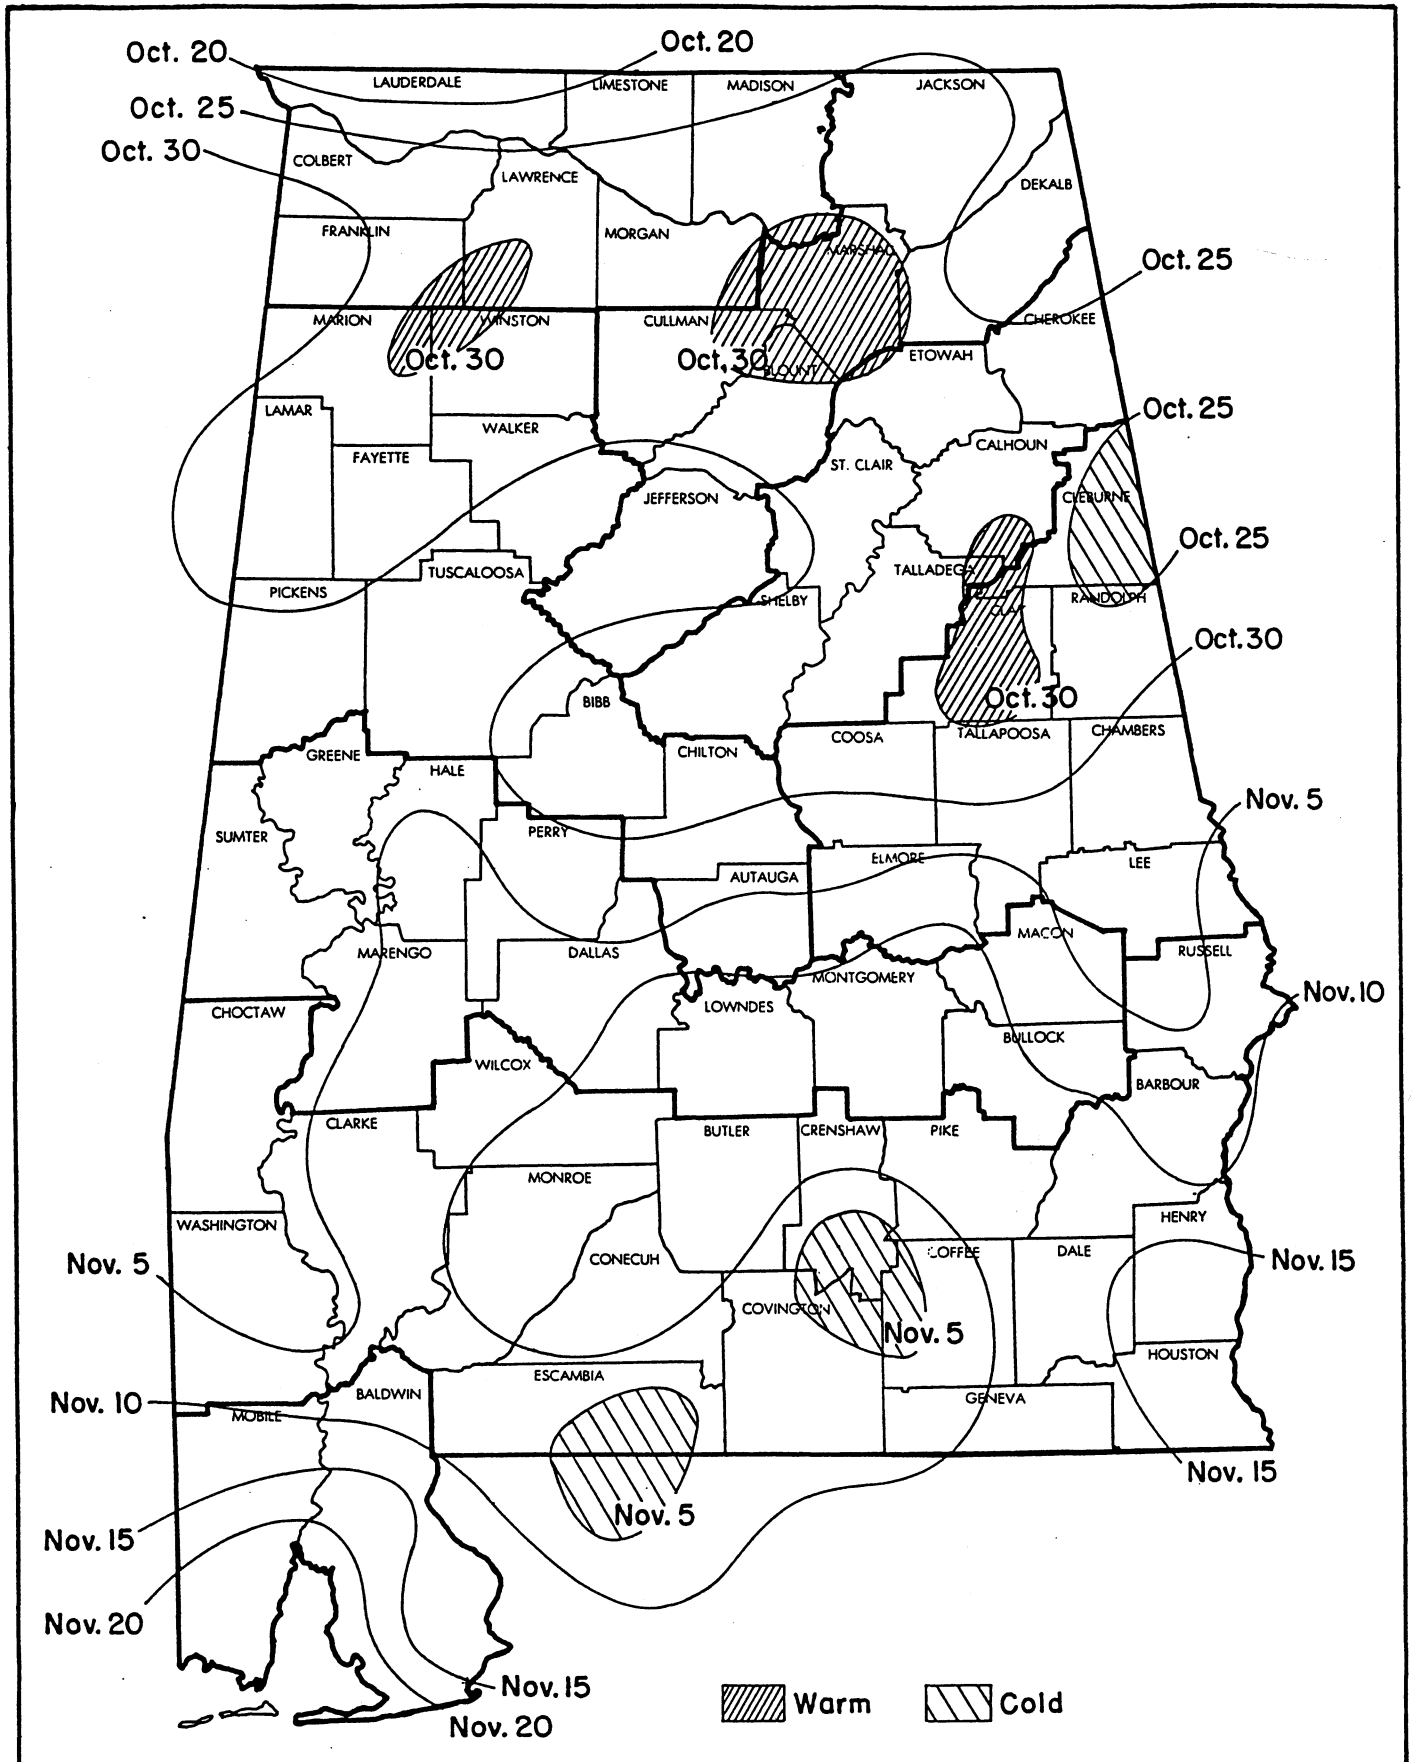 Oct. 20
Oct. 20
LAUDERDALE
LIMESTONE
MADISON
JACKSON
Oct. 25
Oct. 30
COLBERT
LAWRENCE
DEKALB
FRANKLIN
MORGAN
MARSHALL
Oct. 25
MARION
WINSTON
CULLMAN
CHEROKEE
Oct. 30
Oct. 30
BLOUNT
ETOWAH
LAMAR
Oct. 25
WALKER
CALHOUN
FAYETTE
ST. CLAIR
JEFFERSON
CLEBURNE
Oct. 25
TUSCALOOSA
TALLADEGA
PICKENS
SHELBY
CLAY
RANDOLPH
Oct. 30
BIBB
Oct. 30
GREENE
HALE
CHILTON
COOSA
TALLAPOOSA
CHAMBERS
Nov. 5
SUMTER
PERRY
AUTAUGA
ELMORE
LEE
MARENGO
DALLAS
MACON
RUSSELL
MONTGOMERY
Nov. 10
CHOCTAW
LOWNDES
BULLOCK
WILCOX
BARBOUR
CLARKE
BUTLER
CRENSHAW
PIKE
MONROE
WASHINGTON
HENRY
Nov. 5
CONECUH
COFFEE
DALE
Nov. 15
COVINGTON
Nov. 5
HOUSTON
ESCAMBIA
Nov. 10
BALDWIN
GENEVA
MOBILE
Nov. 15
Nov. 5
Nov. 15
Nov. 20
Nov. 15
Warm
Cold
Nov. 20